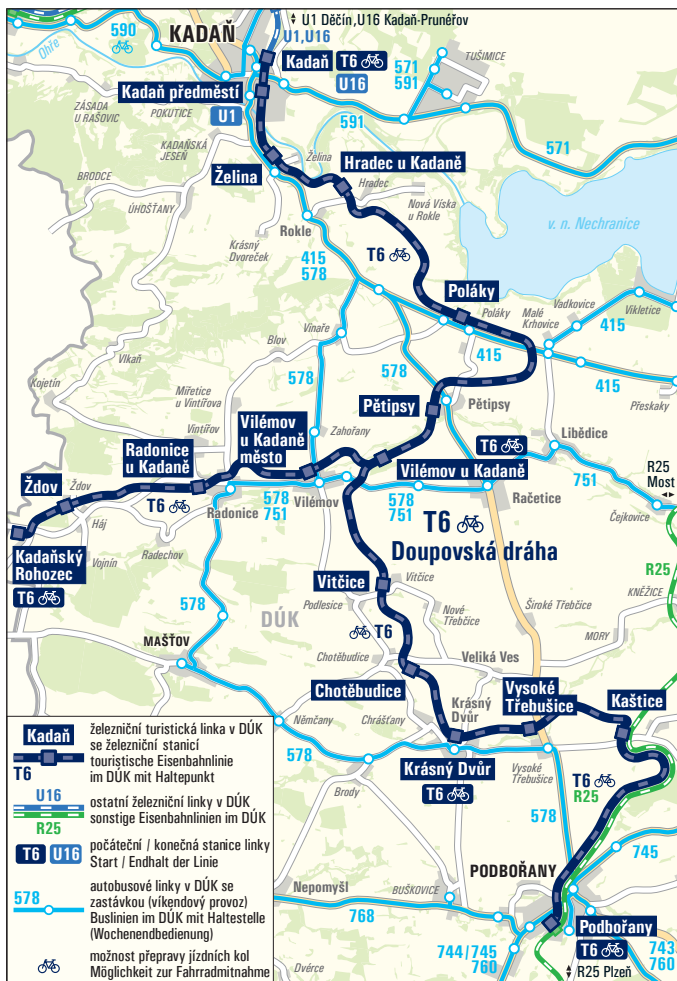 590
Ohře
KADAŇ
U1 Děčín ,U16 Kadaň-Prunéřov
U1,U16
Kadaň
T6
U16
571
591
TUŠIMICE
Kadaň předměstí
U1
ZÁSADA
U RAŠOVIC
POKUTICE
591
571
KADAŇSKÁ
JESEŇ
BRODCE
Želina
Želina
Hradec u Kadaně
Hradec
ÚHOŠŤANY
Nová Víska
u Rokle
v. n. Nechranice
Krásný
Dvoreček
Rokle
415
578
T6
Poláky
Poláky
Malé
Krhovice
Vadkovice
Vikletice
415
415
415
Vinaře
Blov
Vlkaň
Kojetín
578
578
Přeskaky
Miřetice
u Vintířova
Vintířov
Vilémov
u Kadaně
město
Zahořany
Pětipsy
Pětipsy
T6
Libědice
Radonice
u Kadaně
Vilémov u Kadaně
Ždov
Ždov
T6
Radonice
578
751
Vilémov
578
751
Račetice
751
R25
Most
Čejkovice
Háj
Vojnín
Radechov
Kadaňský
Rohozec
T6
T6
Doupovská dráha
R25
Vitčice
Vitčice
578
DÚK
Podlesice
Nové
Třebčice
Široké Třebčice
KNĚŽICE
MORY
T6
MAŠŤOV
Chotěbudice
Veliká Ves
Chotěbudice
Krásný
Dvůr
Vysoké
Třebušice
Kaštice
Němčany
Chrášťany
578
Krásný Dvůr
T6
Vysoké
Třebušice
T6
R25
Brody
578
745
PODBOŘANY
Nepomyšl
BUŠKOVICE
768
Podbořany
T6
744/745
760
743
760
Dvérce
R25 Plzeň
Kadaň
T6
železniční turistická linka v DÚK
se železniční stanicí
touristische Eisenbahnlinie
im DÚK mit Haltepunkt
U16
R25
ostatní železniční linky v DÚK
sonstige Eisenbahnlinien im DÚK
T6 U16
počáteční / konečná stanice linky
Start / Endhalt der Linie
578
autobusové linky v DÚK se
zastávkou (víkendový provoz)
Buslinien im DÚK mit Haltestelle
(Wochenendbedienung)
možnost přepravy jízdních kol
Möglichkeit zur Fahrradmitnahme